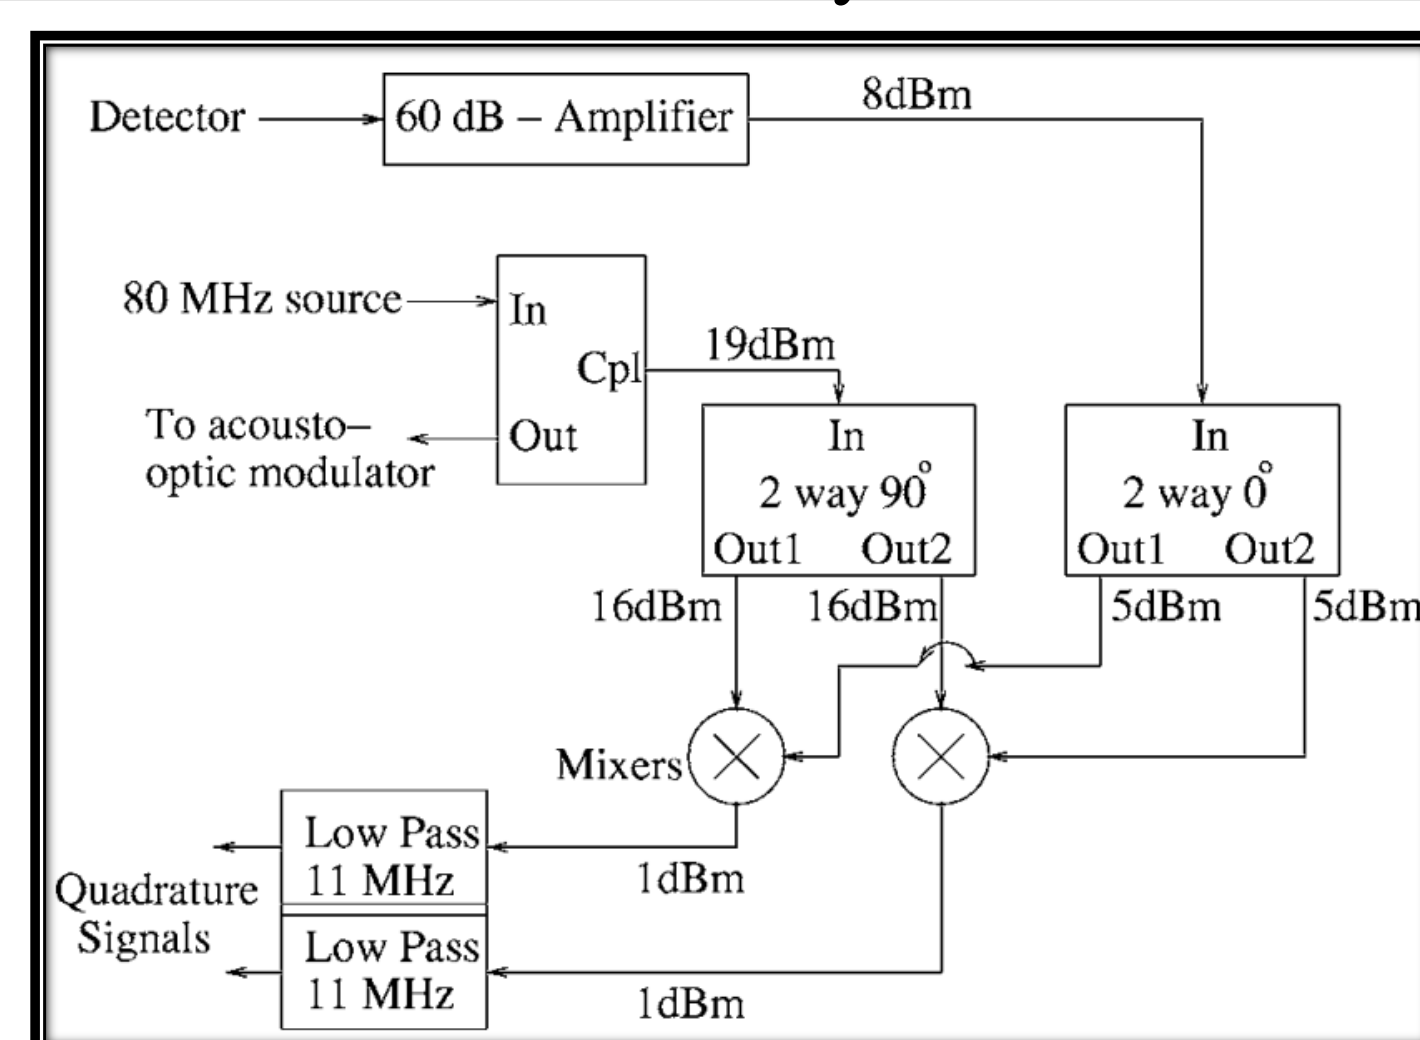 Detector
60 dB – Amplifier
8dBm
80 MHz source
In
Cpl
19dBm
To acousto–
optic modulator
Out
In
2 way 90°
Out1 Out2
In
2 way 0°
Out1 Out2
16dBm
16dBm
5dBm
5dBm
Mixers
Low Pass
11 MHz
1dBm
Quadrature
Signals
Low Pass
11 MHz
1dBm